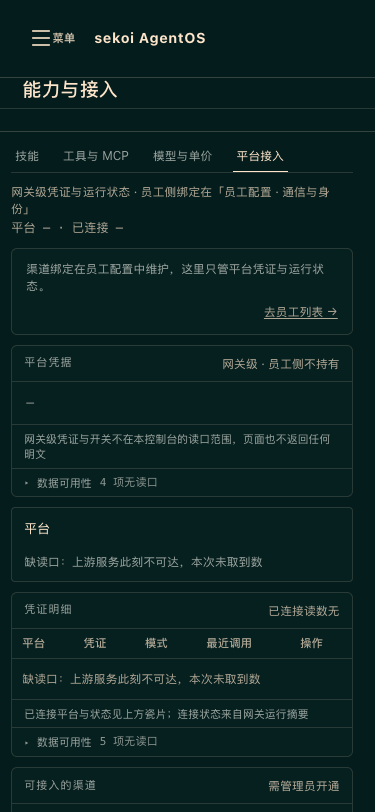 菜单 sekoi AgentOS
能力与接入
技能 工具与 MCP 模型与单价 平台接入
网关级凭证与运行状态 · 员工侧绑定在「员工配置 · 通信与身
份」
平台 — · 已连接 —
渠道绑定在员工配置中维护，这里只管平台凭证与运行状
态。
去员工列表 →
平台凭据 网关级 · 员工侧不持有
—
网关级凭证与开关不在本控制台的读口范围，页面也不返回任何
明文
▸ 数据可用性 4 项无读口
平台
缺读口：上游服务此刻不可达，本次未取到数
凭证明细 已连接读数无
平台 凭证 模式 最近调用 操作
缺读口：上游服务此刻不可达，本次未取到数
已连接平台与状态见上方瓷片；连接状态来自网关运行摘要
▸ 数据可用性 5 项无读口
可接入的渠道 需管理员开通